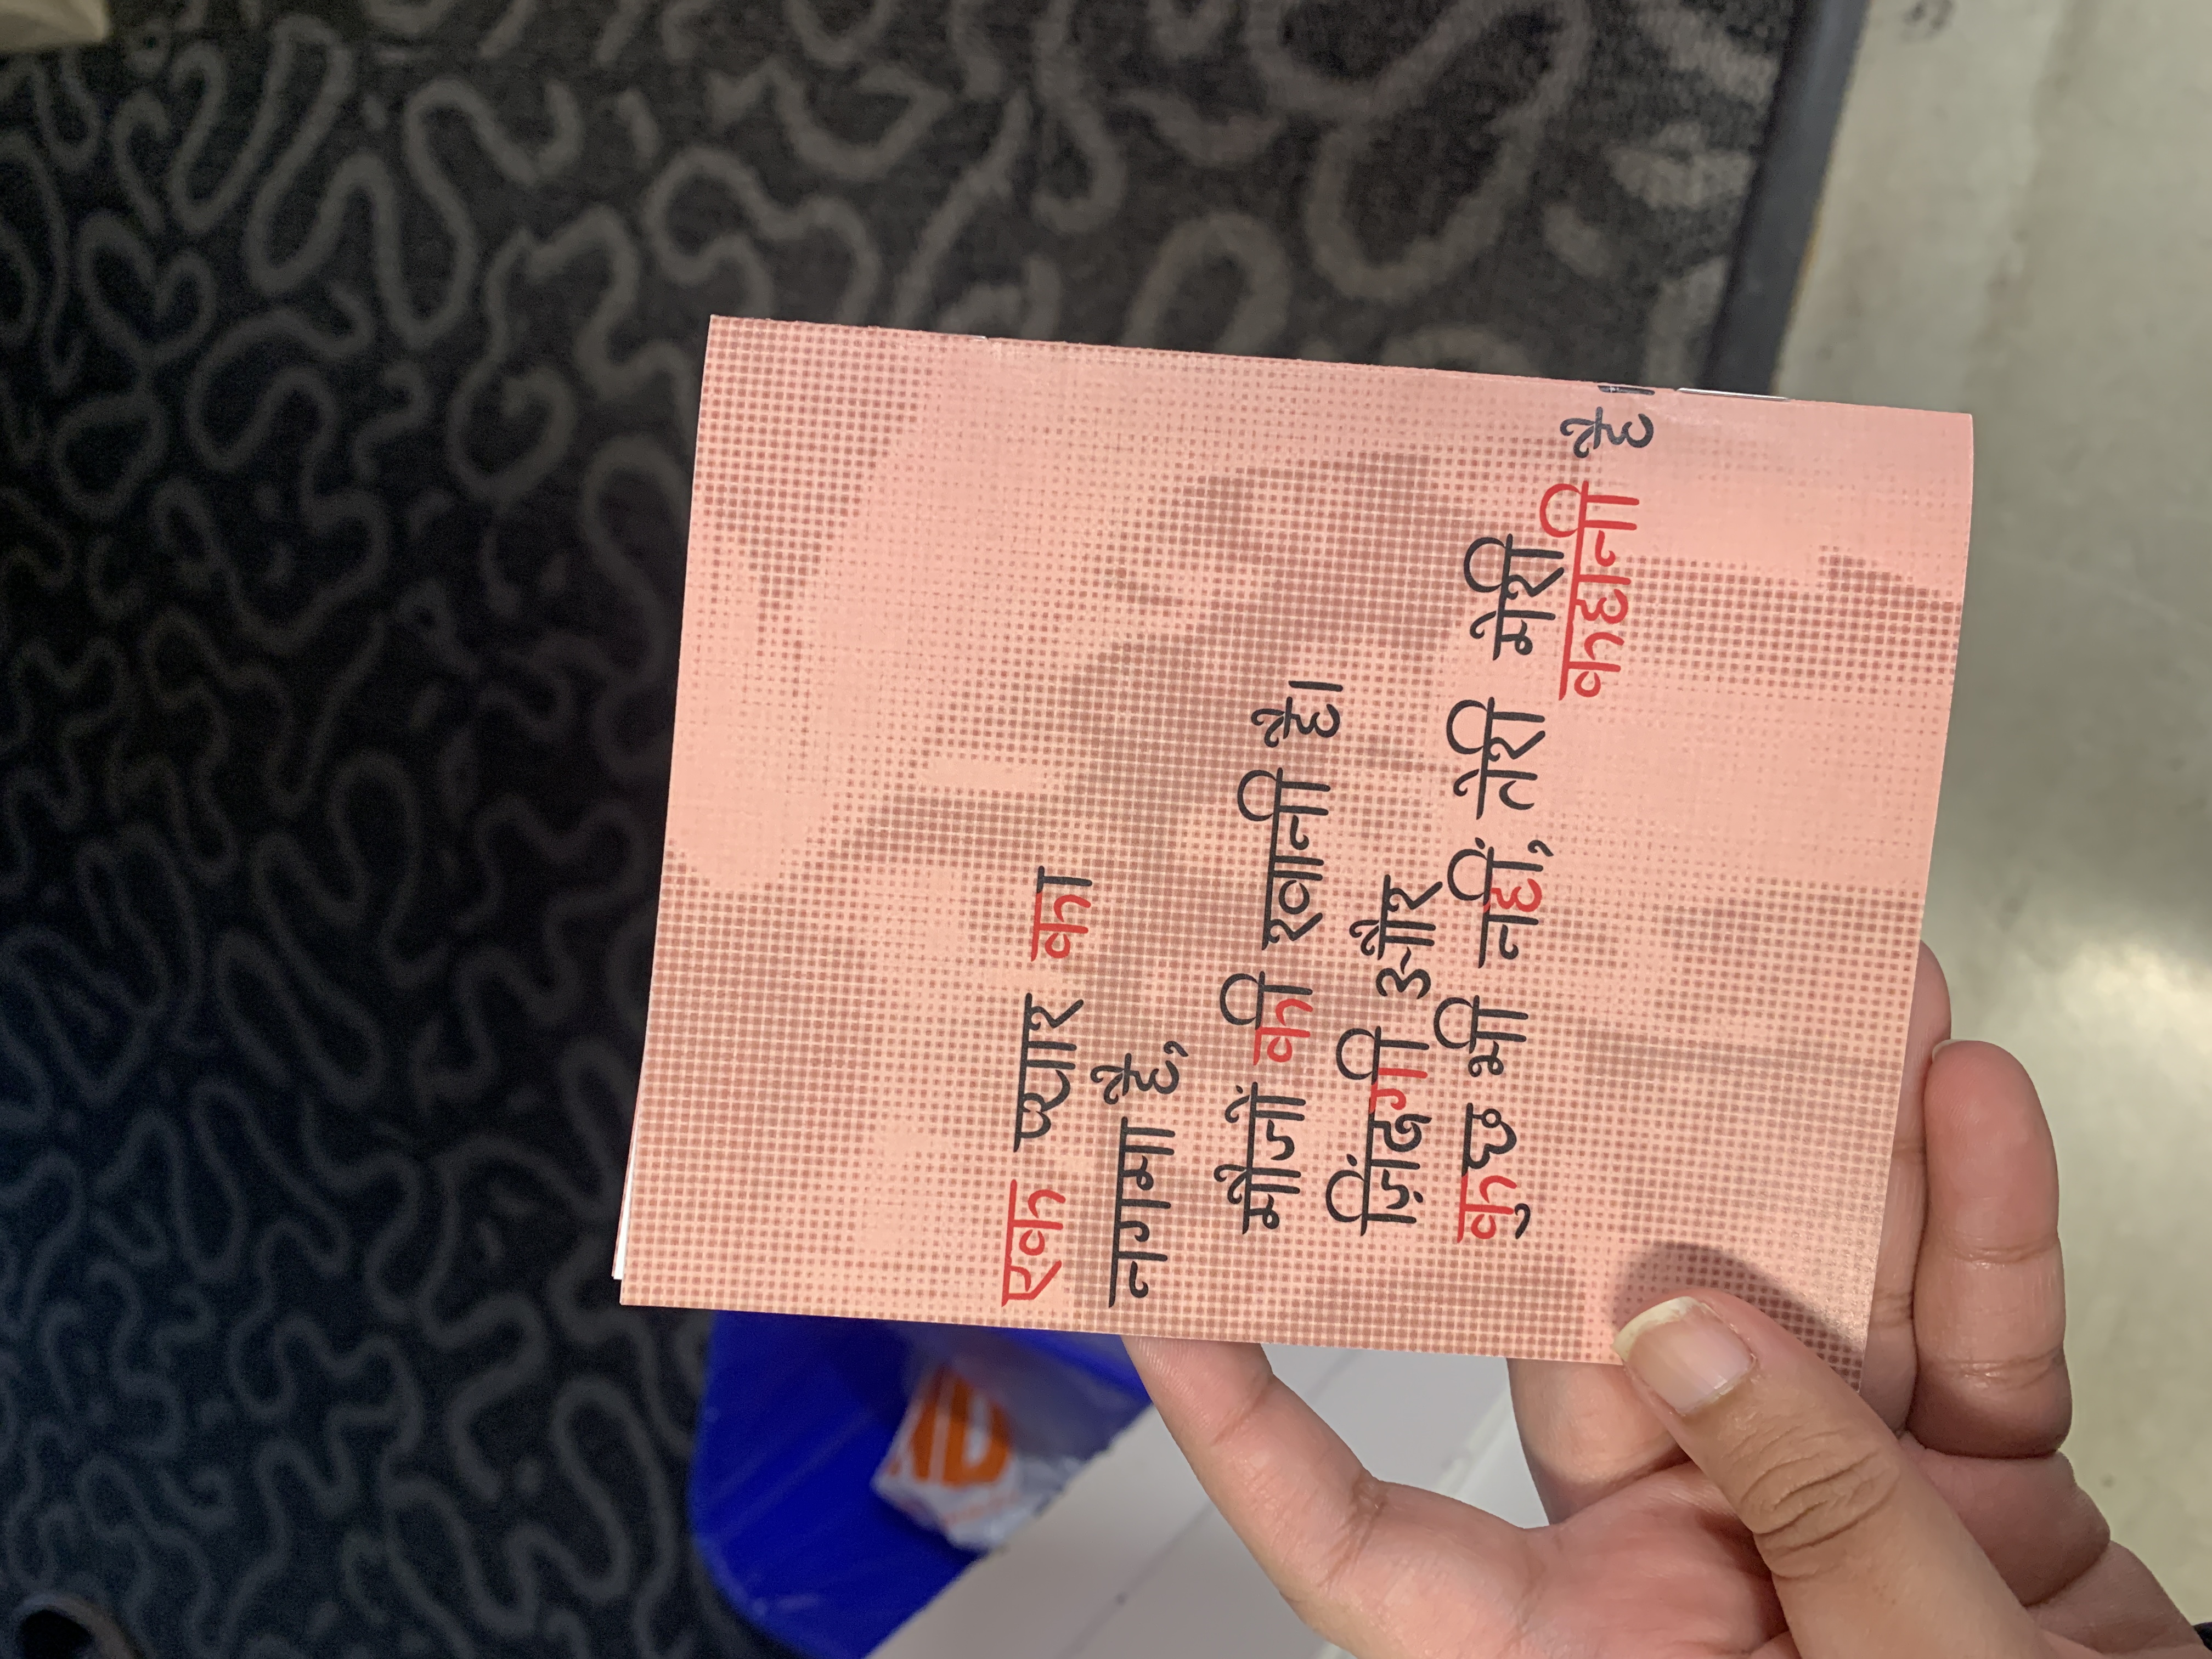 एक प्यार का
नगमा है,
मौजों की रवानी है।
ज़िंदगी और
कुछ भी नहीं, तेरी मेरी
कहानी है